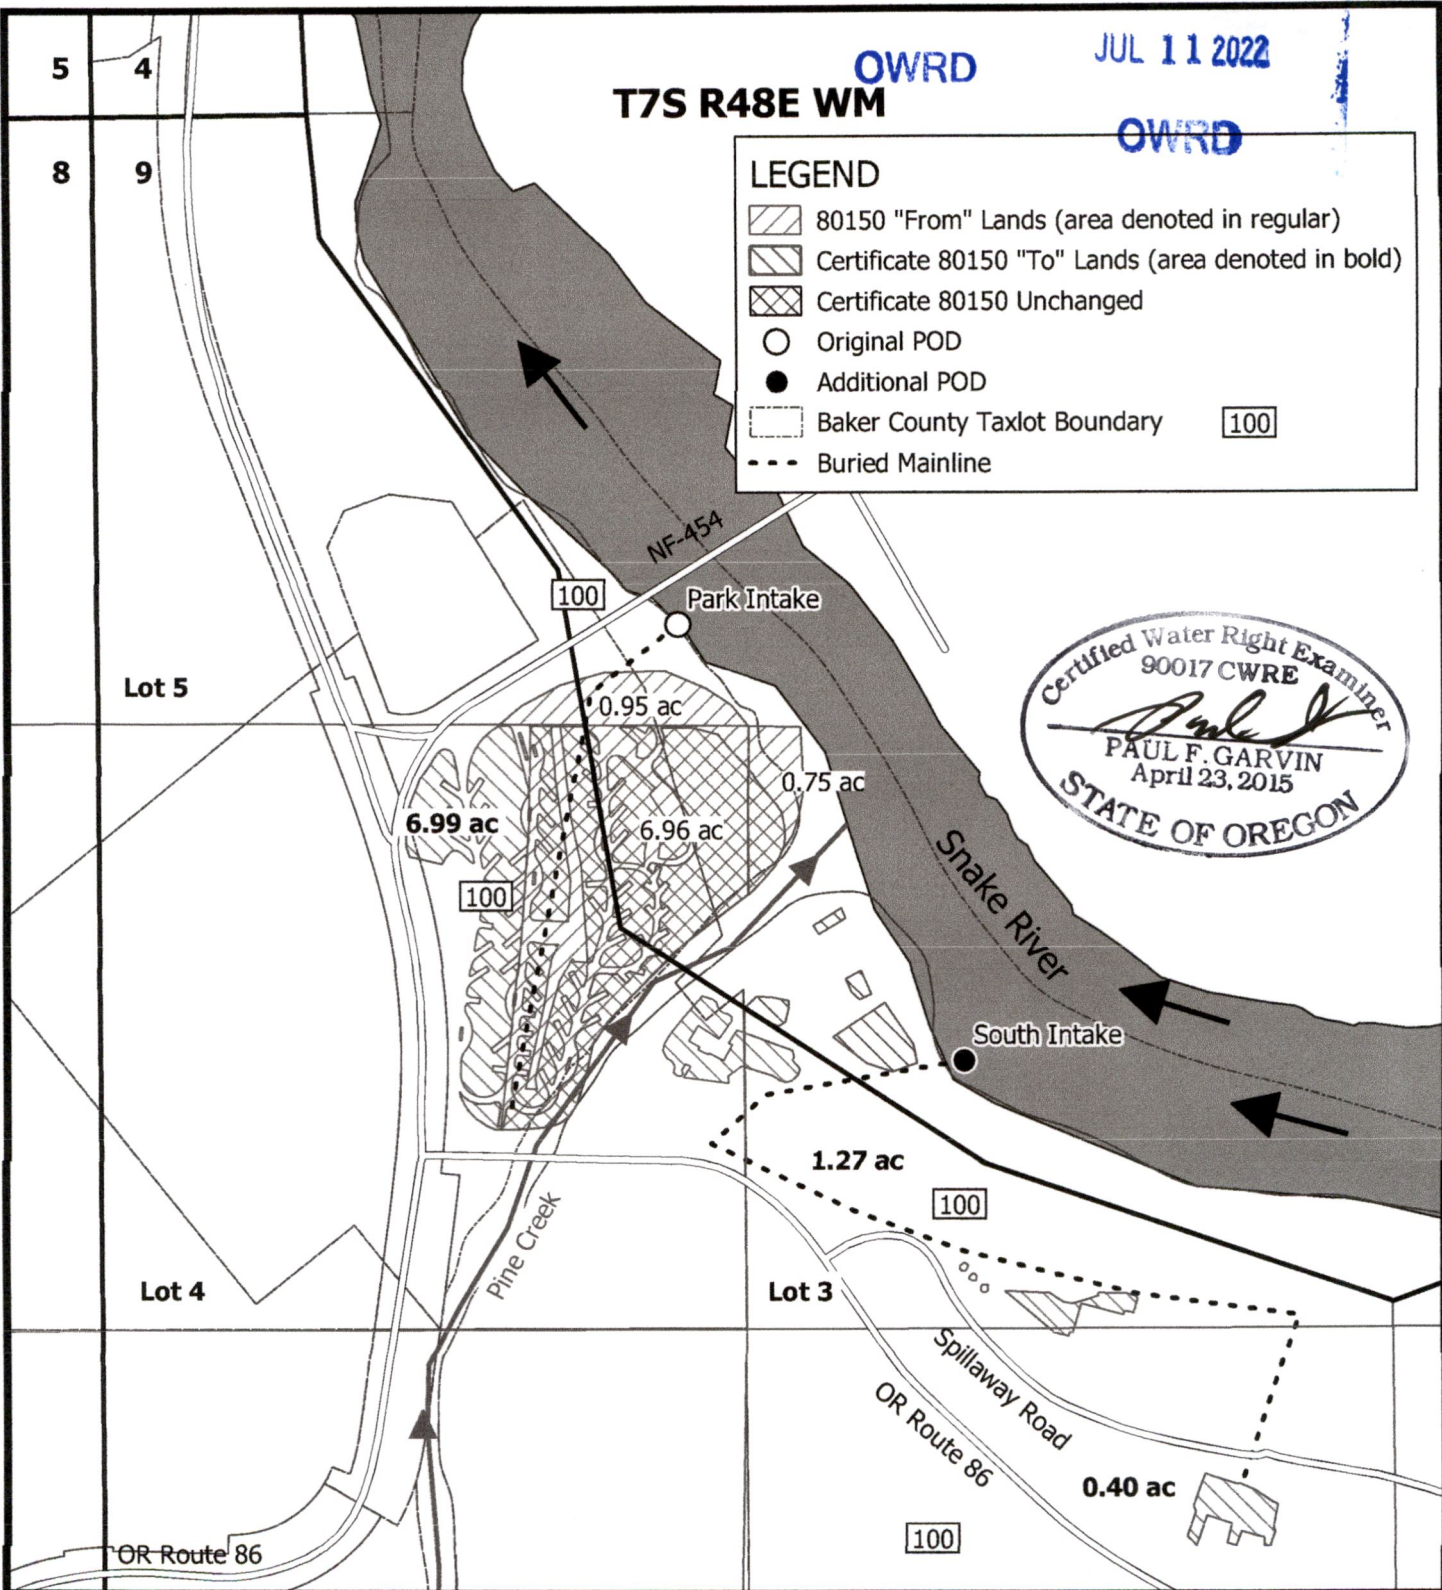 OWRD
JUL 11 2022
OWRD
T7S R48E WM
5
4
8
9
LEGEND
80150 "From" Lands (area denoted in regular)
Certificate 80150 "To" Lands (area denoted in bold)
Certificate 80150 Unchanged
Original POD
Additional POD
Baker County Taxlot Boundary 100
Buried Mainline
NF-454
100
Park Intake
Certified Water Right Examiner
90017 CWRE
PAUL F. GARVIN
April 23, 2015
STATE OF OREGON
Lot 5
0.95 ac
0.75 ac
6.99 ac
6.96 ac
100
Snake River
South Intake
1.27 ac
100
Pine Creek
Lot 4
Lot 3
Spillaway Road
OR Route 86
0.40 ac
100
OR Route 86